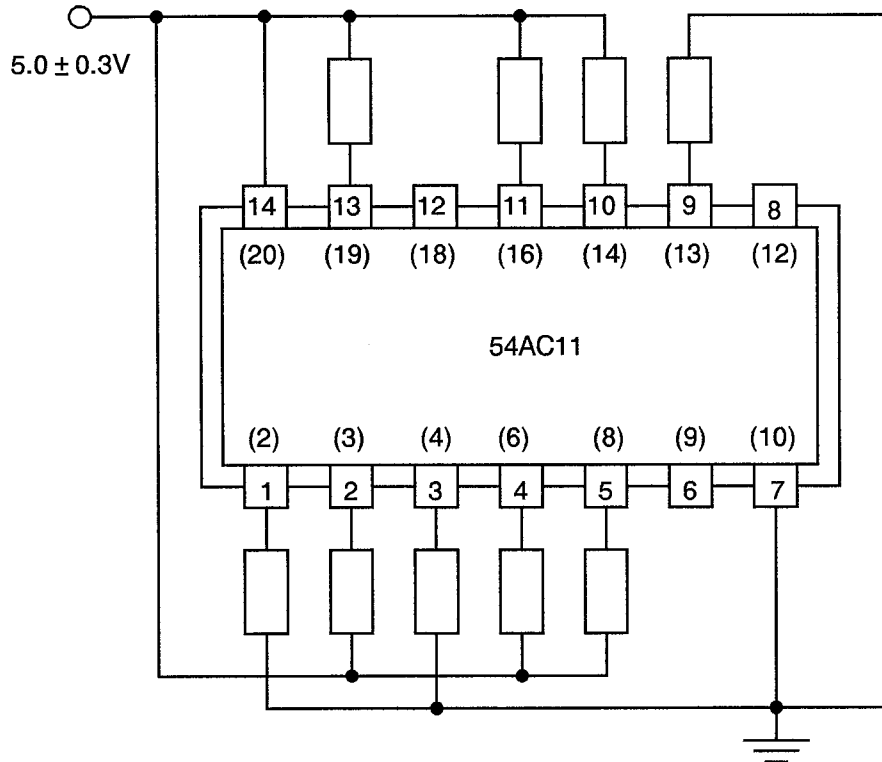 5.0 ± 0.3V
14 13 12 11 10 9 8
(20) (19) (18) (16) (14) (13) (12)
54AC11
(2) (3) (4) (6) (8) (9) (10)
1 2 3 4 5 6 7